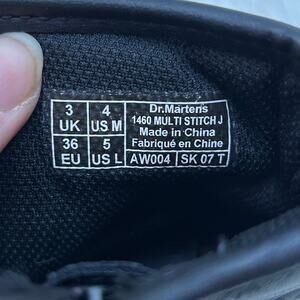 3 UK
4 US M
36 EU
5 US L
Dr.Martens
1460 MULTI STITCH J
Made in China
Fabriqué en Chine
AW004
SK 07 T